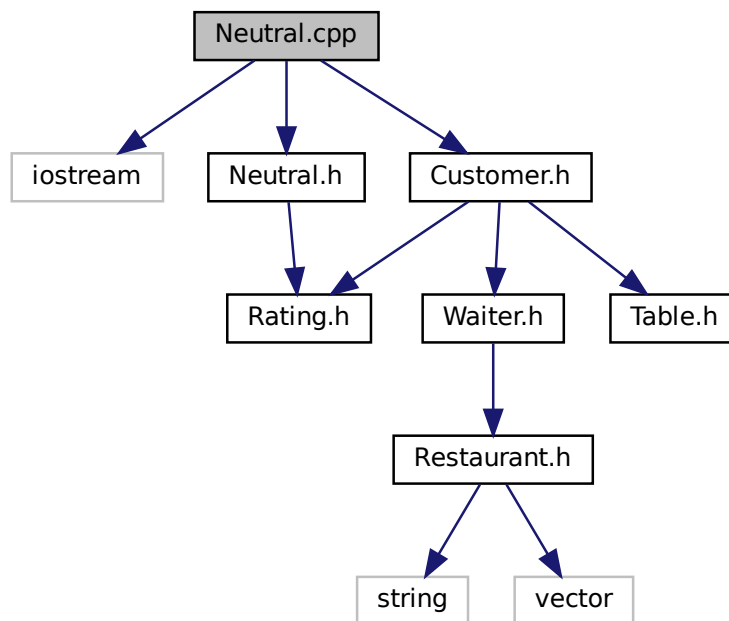 Neutral.cpp
iostream
Neutral.h
Customer.h
Rating.h
Waiter.h
Table.h
Restaurant.h
string
vector